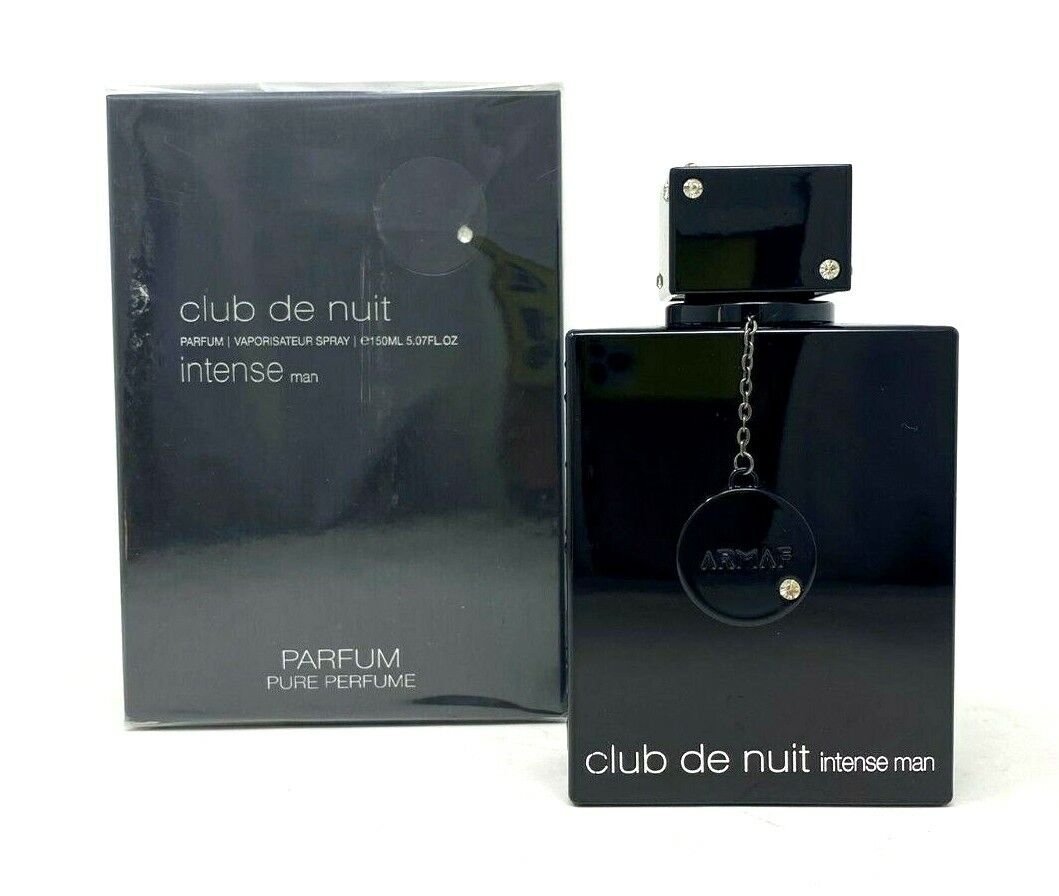 club de nuit
PARFUM | VAPORISATEUR SPRAY | ℮150ML 5.07FL.OZ
intense man
PARFUM
PURE PERFUME
ARMAF
club de nuit intense man